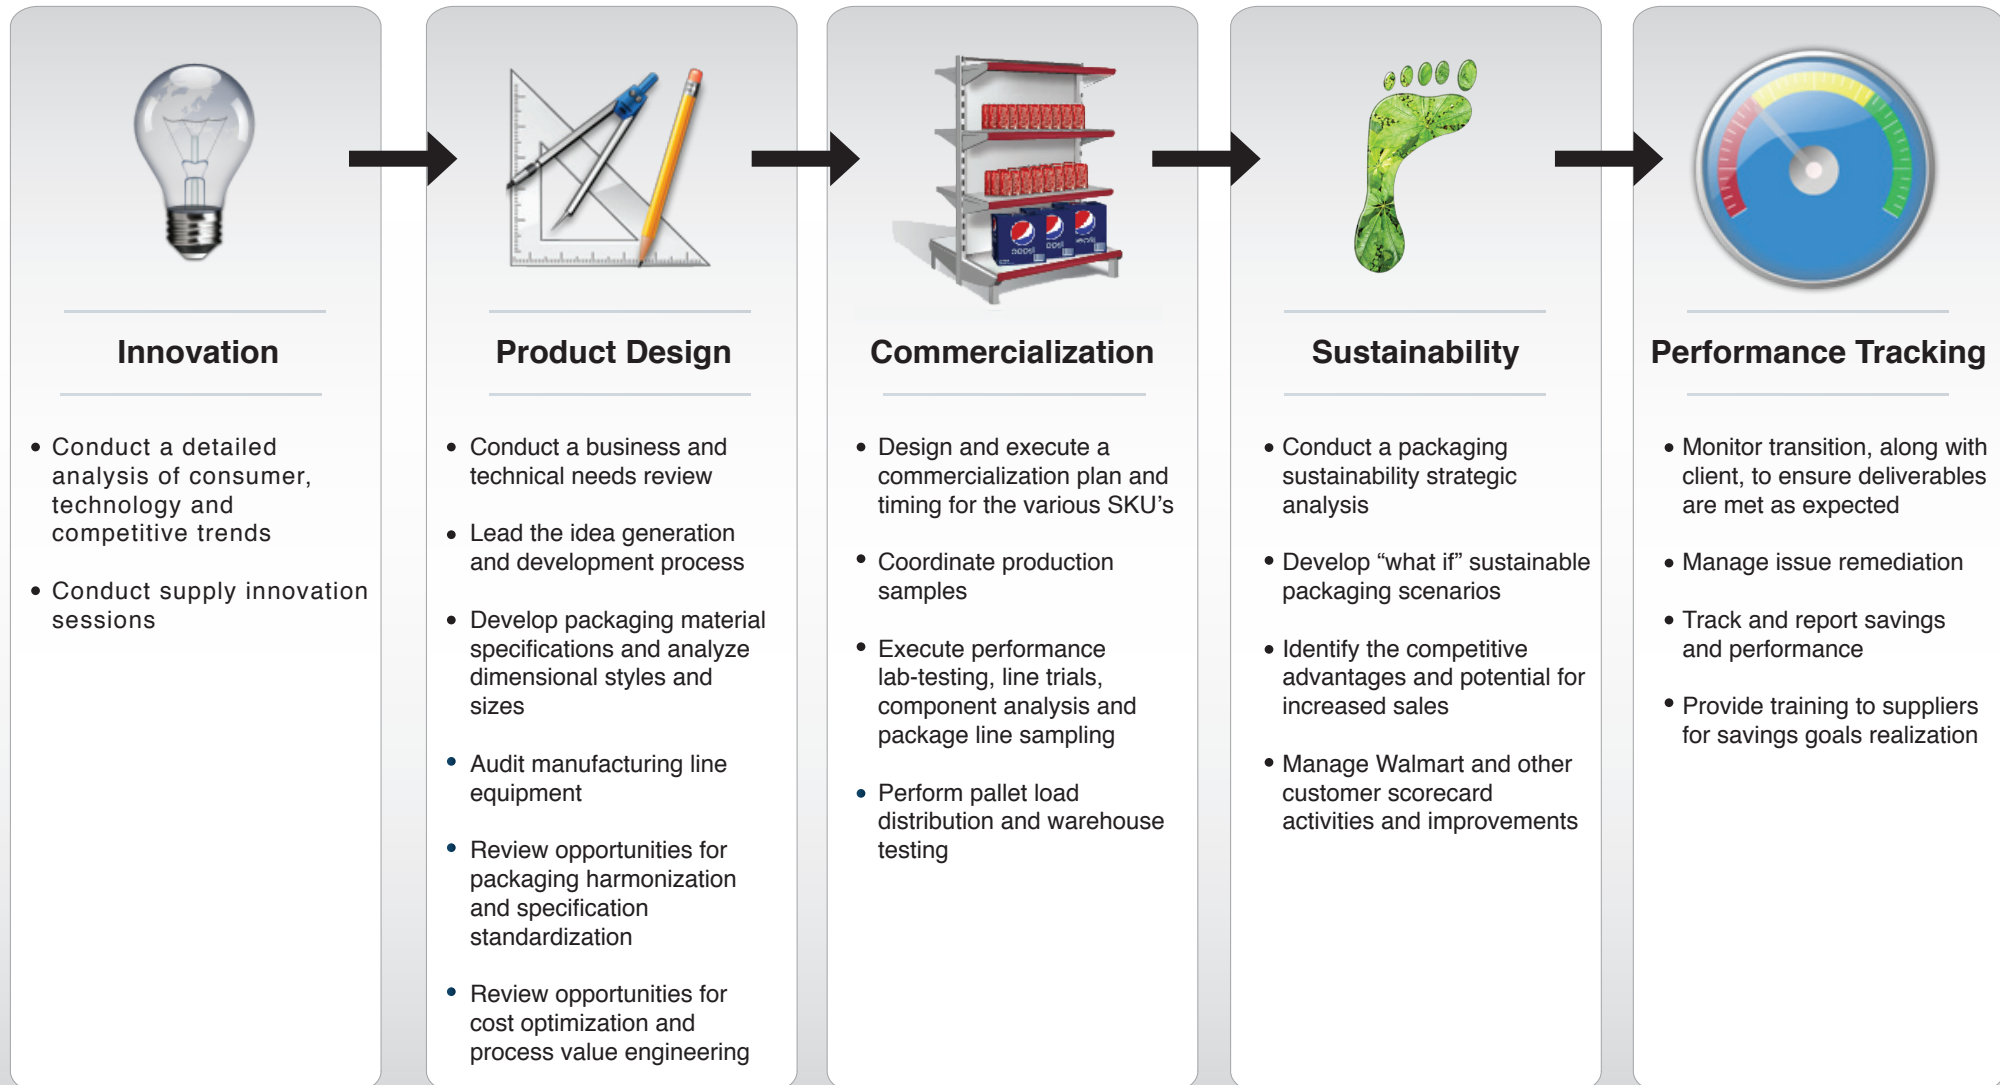 Innovation
• Conduct a detailed
analysis of consumer,
technology and
competitive trends
• Conduct supply innovation
sessions
Product Design
• Conduct a business and
technical needs review
• Lead the idea generation
and development process
• Develop packaging material
specifications and analyze
dimensional styles and
sizes
• Audit manufacturing line
equipment
• Review opportunities for
packaging harmonization
and specification
standardization
• Review opportunities for
cost optimization and
process value engineering
Commercialization
• Design and execute a
commercialization plan and
timing for the various SKU’s
• Coordinate production
samples
• Execute performance
lab-testing, line trials,
component analysis and
package line sampling
• Perform pallet load
distribution and warehouse
testing
Sustainability
• Conduct a packaging
sustainability strategic
analysis
• Develop “what if” sustainable
packaging scenarios
• Identify the competitive
advantages and potential for
increased sales
• Manage Walmart and other
customer scorecard
activities and improvements
Performance Tracking
• Monitor transition, along with
client, to ensure deliverables
are met as expected
• Manage issue remediation
• Track and report savings
and performance
• Provide training to suppliers
for savings goals realization